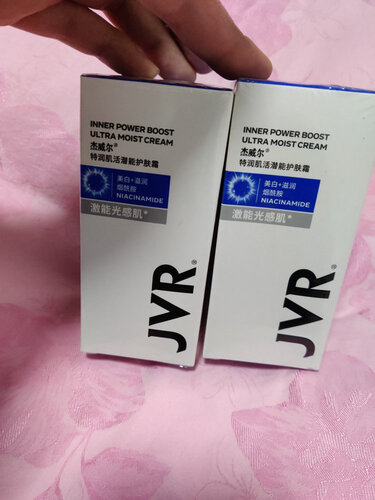 INNER POWER BOOST
ULTRA MOIST CREAM
杰威尔®
特润肌活潜能护肤霜
美白+滋润
烟酰胺
NIACINAMIDE
激能光感肌*
JVR®
INNER POWER BOOST
ULTRA MOIST CREAM
杰威尔®
特润肌活潜能护肤霜
美白+滋润
烟酰胺
NIACINAMIDE
激能光感肌*
JVR®